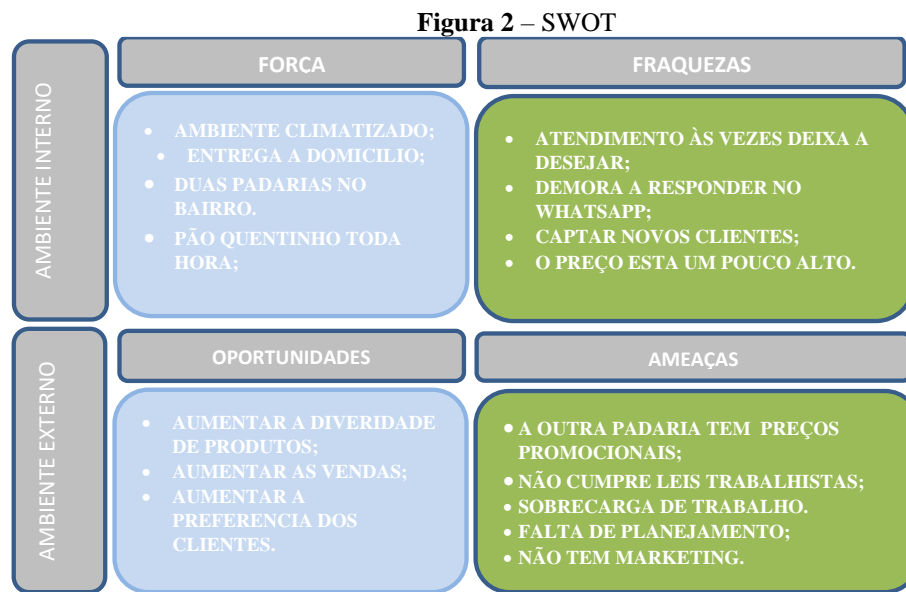 Figura 2 – SWOT
AMBIENTE INTERNO
FORÇA
• AMBIENTE CLIMATIZADO;
• ENTREGA A DOMICILIO;
• DUAS PADARIAS NO
BAIRRO.
• PÃO QUENTINHO TODA
HORA;
FRAQUEZAS
• ATENDIMENTO ÀS VEZES DEIXA A
DESEJAR;
• DEMORA A RESPONDER NO
WHATSAPP;
• CAPTAR NOVOS CLIENTES;
• O PREÇO ESTA UM POUCO ALTO.
AMBIENTE EXTERNO
OPORTUNIDADES
• AUMENTAR A DIVERIDADE
DE PRODUTOS;
• AUMENTAR AS VENDAS;
• AUMENTAR A
PREFERENCIA DOS
CLIENTES.
AMEAÇAS
• A OUTRA PADARIA TEM PREÇOS
PROMOCIONAIS;
• NÃO CUMPRE LEIS TRABALHISTAS;
• SOBRECARGA DE TRABALHO.
• FALTA DE PLANEJAMENTO;
• NÃO TEM MARKETING.